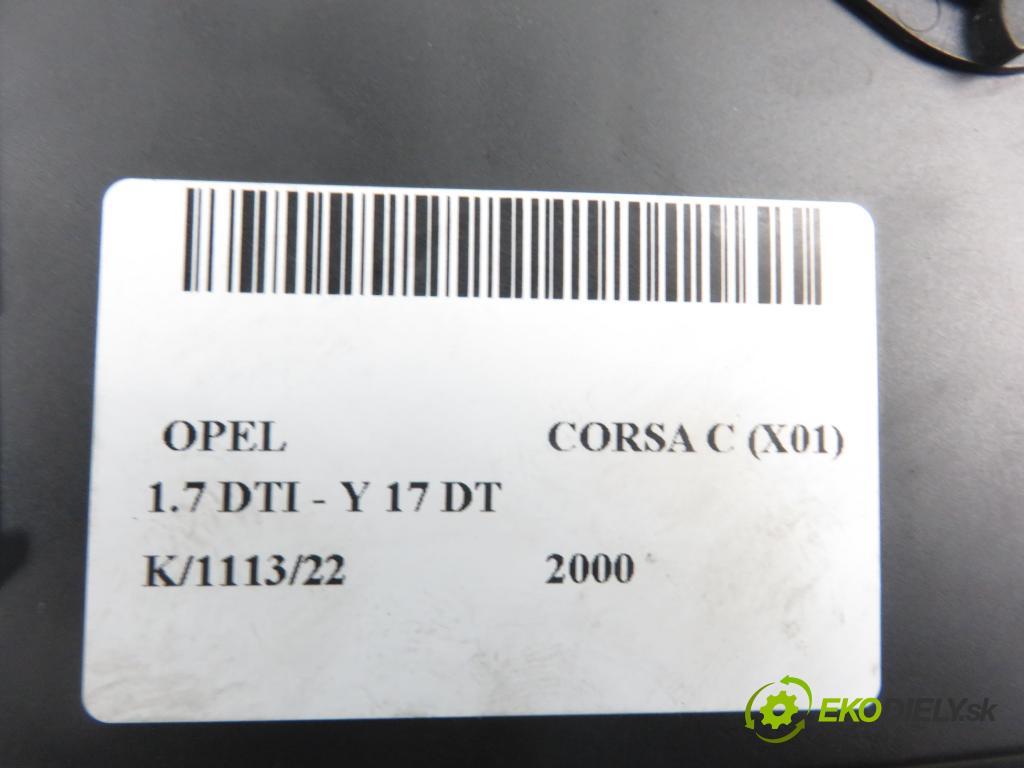 OPEL CORSA C (X01)
1.7 DTI - Y 17 DT
K/1113/22 2000
EKODIELY.sk